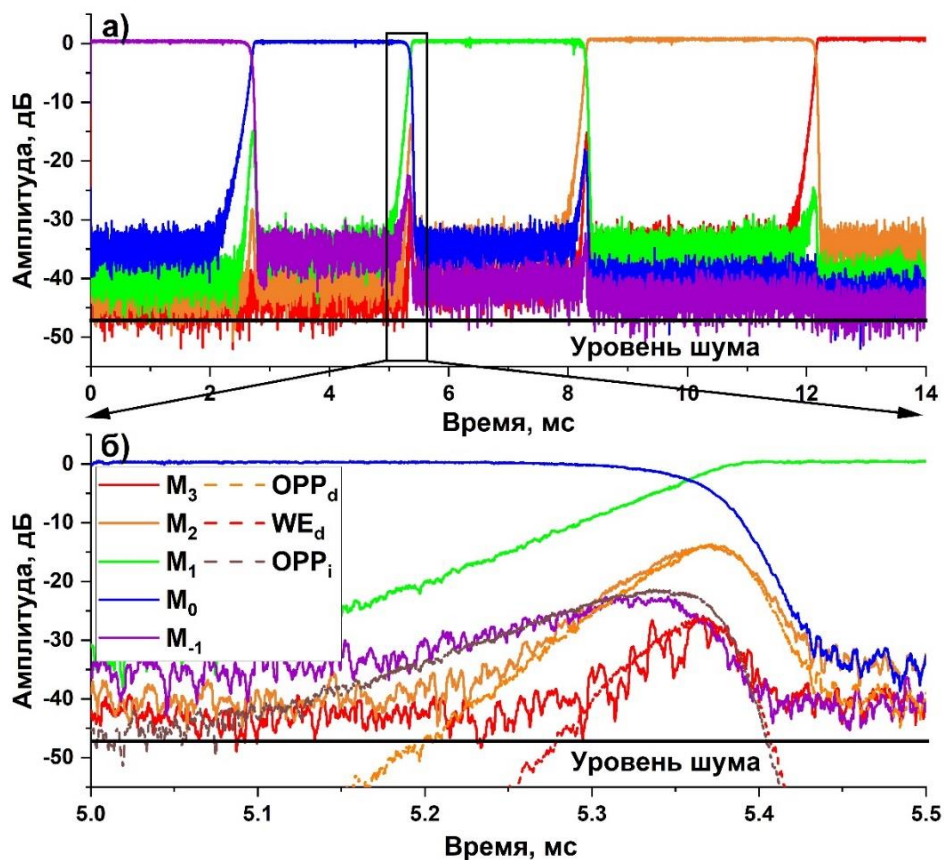 а)
Амплитуда, дБ
0
-10
-20
-30
-40
-50
Уровень шума
0 2 4 6 8 10 12 14
Время, мс
б)
Амплитуда, дБ
0
-10
-20
-30
-40
-50
M3 OPPd
M2 WEd
M1 OPPi
M0
M-1
Уровень шума
5.0 5.1 5.2 5.3 5.4 5.5
Время, мс